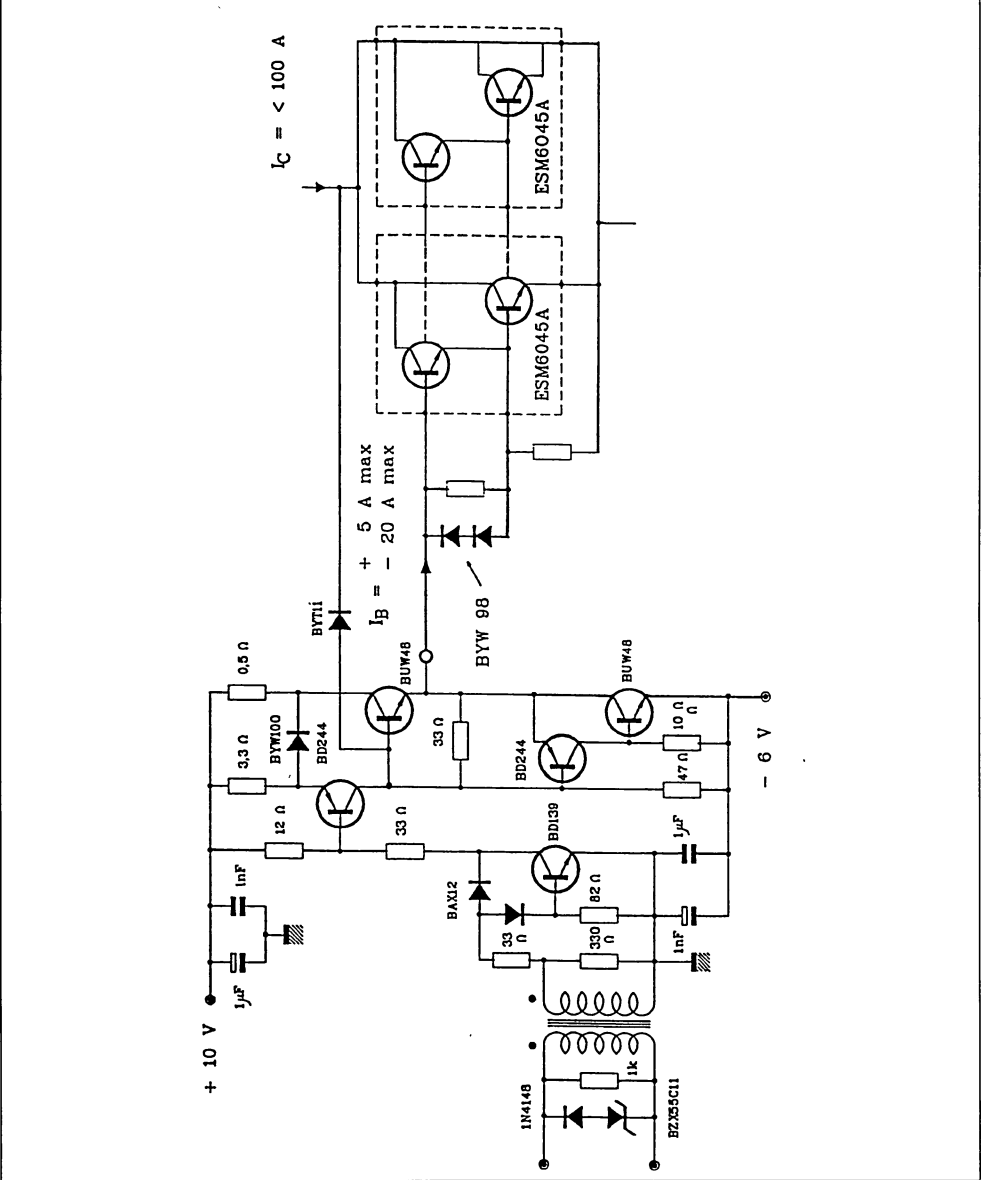 I_C = < 100 A
ESM6045A
ESM6045A
I_B = + 5 A max
- 20 A max
BYT11
BYW 98
0,5 Ω
BUW48
BUW48
3,3 Ω
BYW100
BD244
33 Ω
BD244
10 Ω
Ω
47 Ω
- 6 V
12 Ω
33 Ω
BD139
1µF
1nF
BAX12
82 Ω
33 Ω
330 Ω
1nF
1µF
+ 10 V
1k
1N4148
BZX55C11